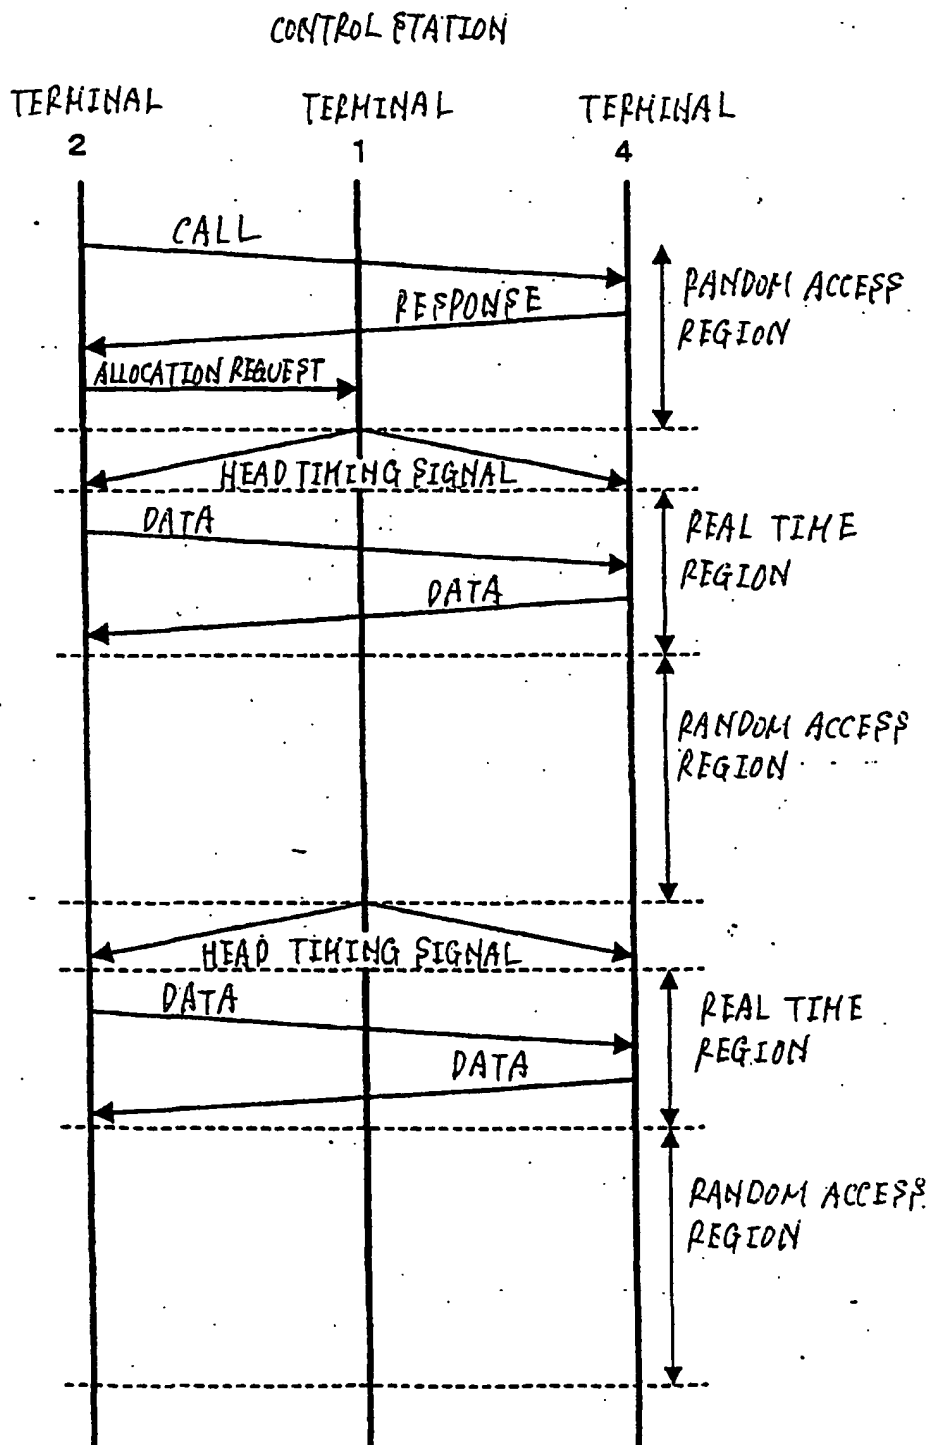 CONTROL STATION
TERMINAL TERMINAL TERMINAL
2 1 4
CALL
RESPONSE
RANDOM ACCESS
REGION
ALLOCATION REQUEST
HEAD TIMING SIGNAL
DATA
REAL TIME
REGION
DATA
RANDOM ACCESS
REGION
HEAD TIMING SIGNAL
DATA
REAL TIME
REGION
DATA
RANDOM ACCESS
REGION